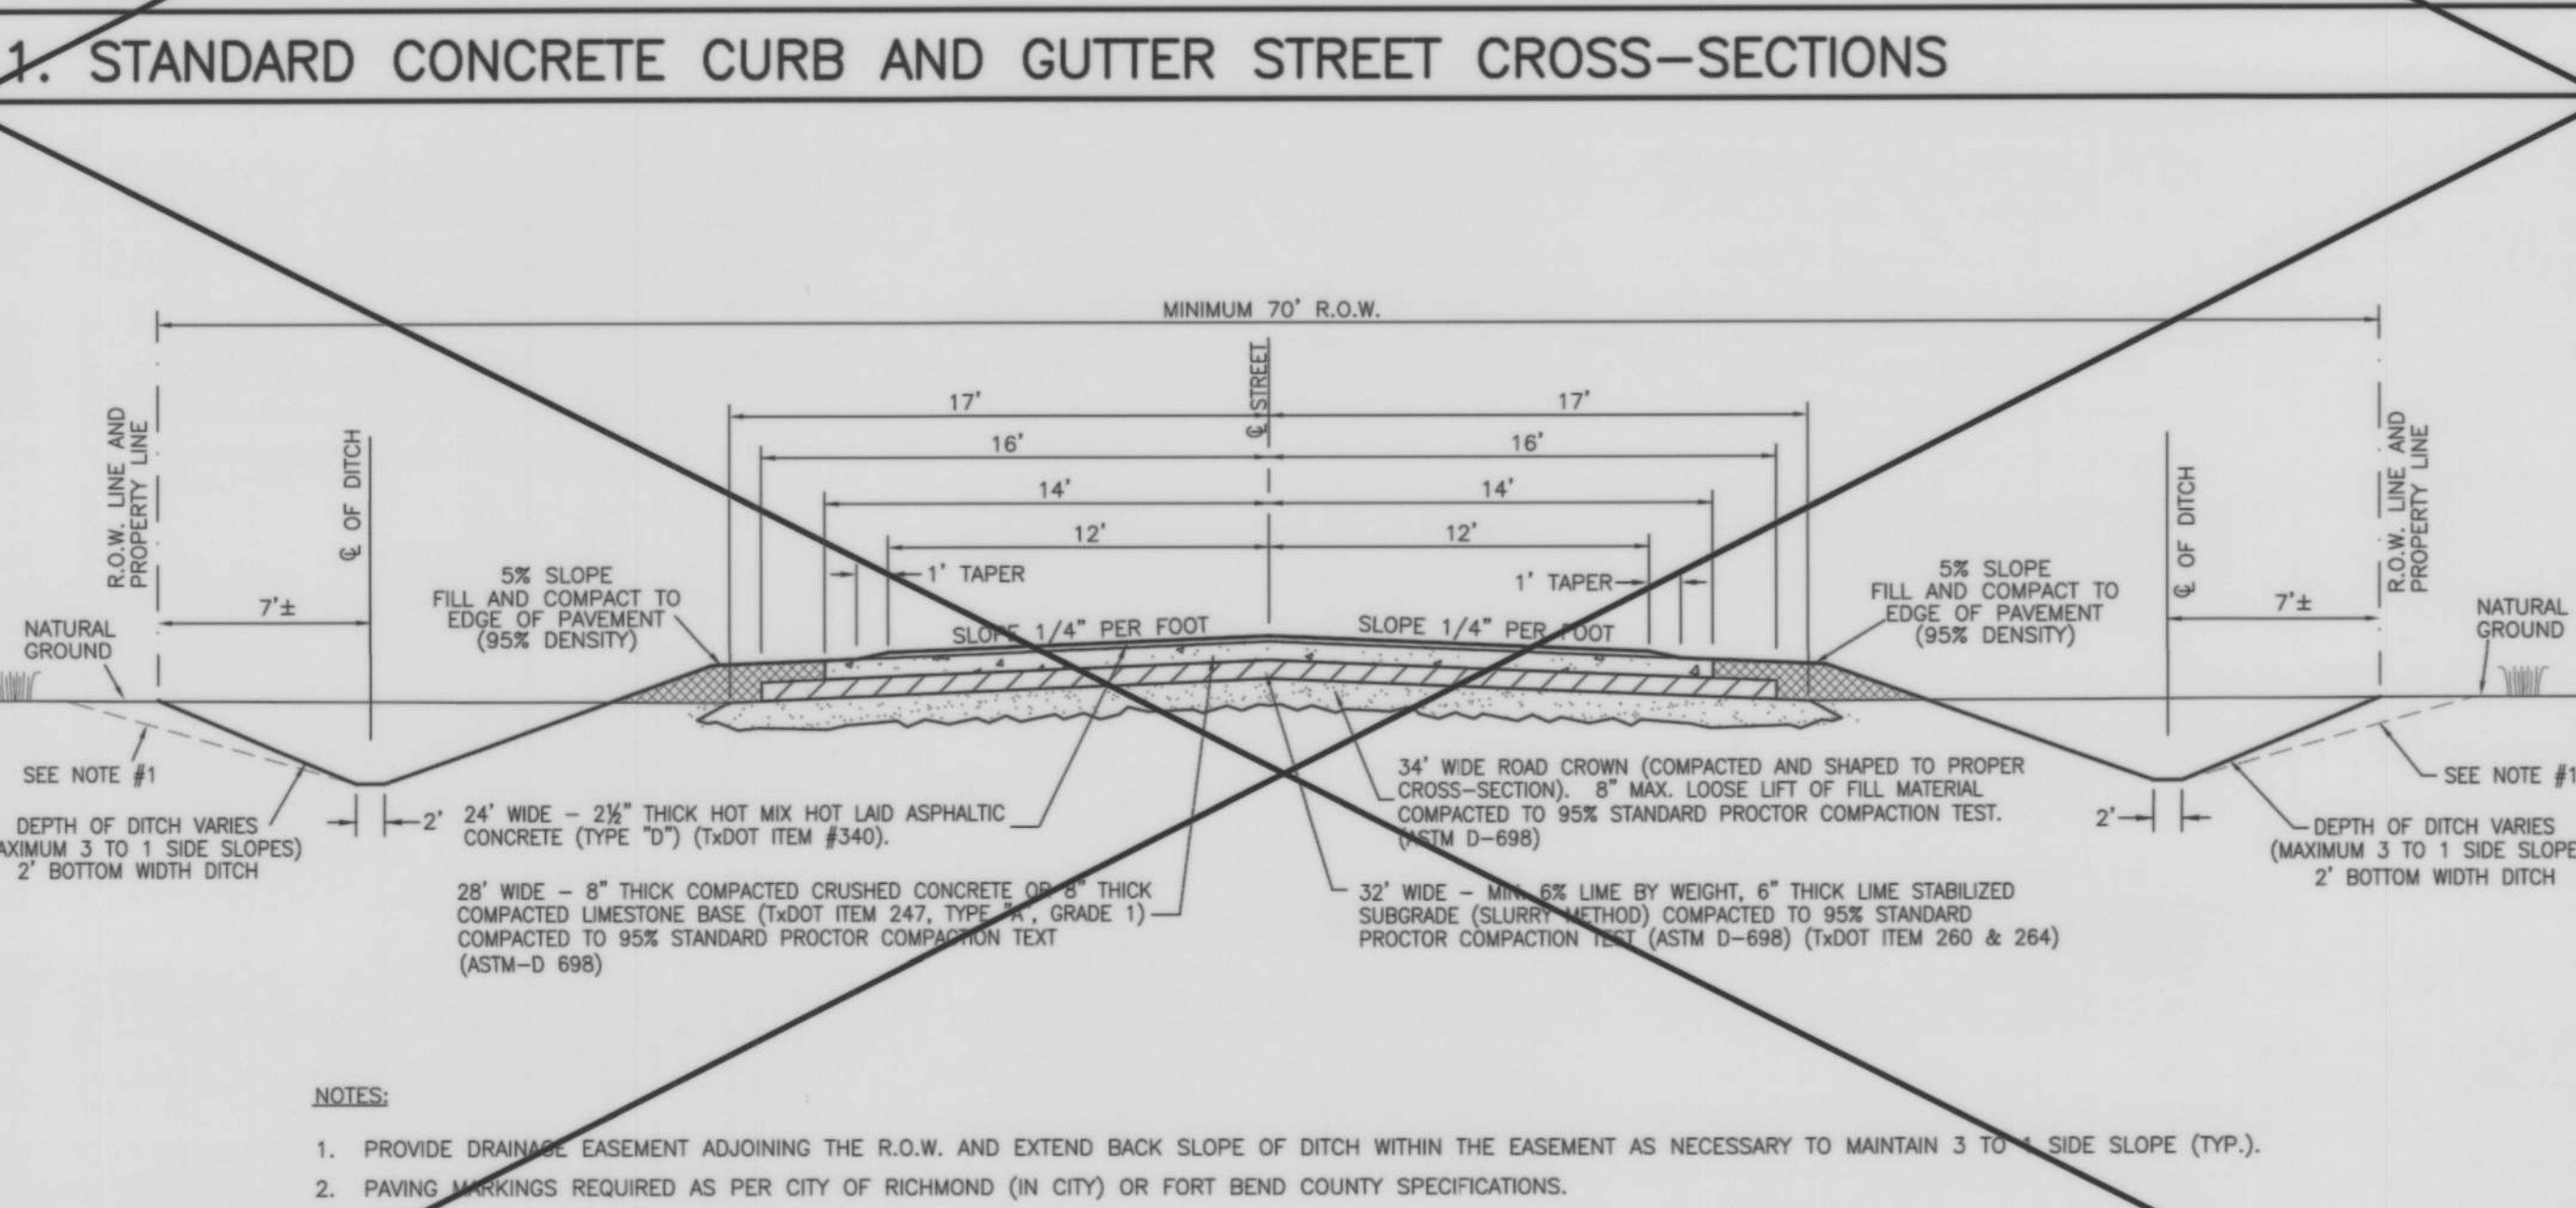 1. STANDARD CONCRETE CURB AND GUTTER STREET CROSS-SECTIONS
MINIMUM 70' R.O.W.
℄ STREET
17'
17'
16'
16'
14'
14'
12'
12'
1' TAPER
1' TAPER
SLOPE 1/4" PER FOOT
SLOPE 1/4" PER FOOT
R.O.W. LINE AND
PROPERTY LINE
℄ OF DITCH
7'±
5% SLOPE
FILL AND COMPACT TO
EDGE OF PAVEMENT
(95% DENSITY)
NATURAL
GROUND
SEE NOTE #1
DEPTH OF DITCH VARIES
AXIMUM 3 TO 1 SIDE SLOPES)
2' BOTTOM WIDTH DITCH
2'
24' WIDE - 2½" THICK HOT MIX HOT LAID ASPHALTIC
CONCRETE (TYPE "D") (TxDOT ITEM #340).
28' WIDE - 8" THICK COMPACTED CRUSHED CONCRETE OR 8" THICK
COMPACTED LIMESTONE BASE (TxDOT ITEM 247, TYPE "A", GRADE 1)
COMPACTED TO 95% STANDARD PROCTOR COMPACTION TEXT
(ASTM-D 698)
34' WIDE ROAD CROWN (COMPACTED AND SHAPED TO PROPER
CROSS-SECTION). 8" MAX. LOOSE LIFT OF FILL MATERIAL
COMPACTED TO 95% STANDARD PROCTOR COMPACTION TEST.
(ASTM D-698)
32' WIDE - MIN. 6% LIME BY WEIGHT, 6" THICK LIME STABILIZED
SUBGRADE (SLURRY METHOD) COMPACTED TO 95% STANDARD
PROCTOR COMPACTION TEST (ASTM D-698) (TxDOT ITEM 260 & 264)
5% SLOPE
FILL AND COMPACT TO
EDGE OF PAVEMENT
(95% DENSITY)
℄ OF DITCH
7'±
R.O.W. LINE AND
PROPERTY LINE
NATURAL
GROUND
SEE NOTE #1
2'
DEPTH OF DITCH VARIES
(MAXIMUM 3 TO 1 SIDE SLOPE
2' BOTTOM WIDTH DITCH
NOTES:
1. PROVIDE DRAINAGE EASEMENT ADJOINING THE R.O.W. AND EXTEND BACK SLOPE OF DITCH WITHIN THE EASEMENT AS NECESSARY TO MAINTAIN 3 TO 1 SIDE SLOPE (TYP.).
2. PAVING MARKINGS REQUIRED AS PER CITY OF RICHMOND (IN CITY) OR FORT BEND COUNTY SPECIFICATIONS.